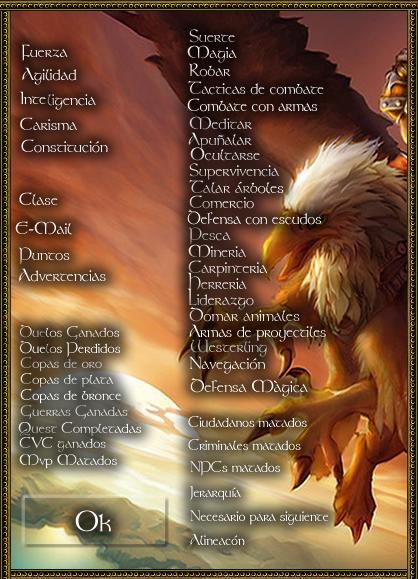 Fuerza
Agilidad
Inteligencia
Carisma
Constitución
Clase
E-Mail
Puntos
Advertencias
Duelos Ganados
Duelos Perdidos
Copas de oro
Copas de plata
Copas de bronce
Guerras Ganadas
Quest Completadas
CVC ganados
Mvp Matados
Ok
Suerte
Magia
Robar
Tacticas de combate
Combate con armas
Meditar
Apuñalar
Ocultarse
Supervivencia
Talar árboles
Comercio
Defensa con escudos
Pesca
Mineria
Carpinteria
Herreria
Liderazgo
Domar animales
Armas de proyectiles
Westerling
Navegación
Defensa Màgica
Ciudadanos matados
Criminales matados
NPCs matados
Jerarquía
Necesario para siguiente
Alineacón